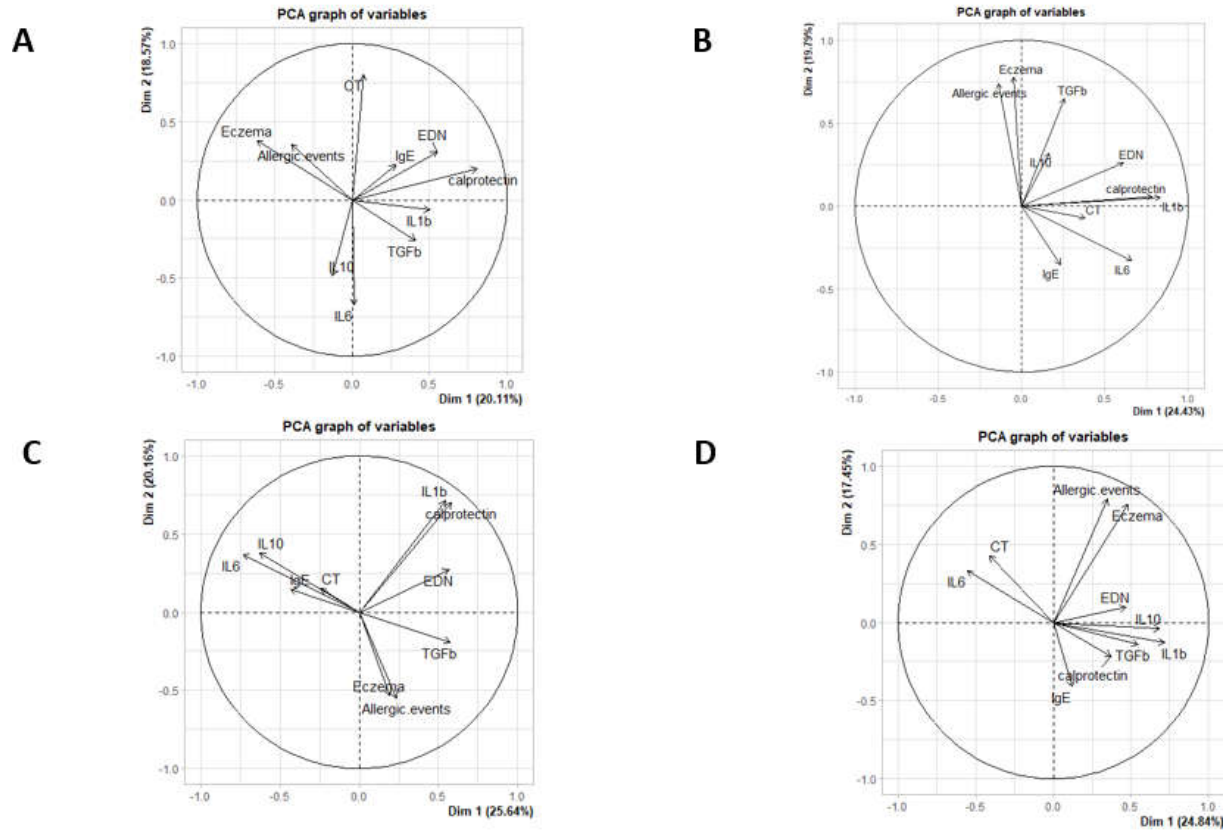 A
PCA graph of variables
Dim 2 (18.57%)
1.0
0.5
0.0
-0.5
-1.0
CT
Eczema
Allergic.events
EDN
IgE
calprotectin
IL1b
TGFb
IL10
IL6
-1.0 -0.5 0.0 0.5 1.0
Dim 1 (20.11%)
B
PCA graph of variables
Dim 2 (19.79%)
1.0
0.5
0.0
-0.5
-1.0
Eczema
Allergic.events
TGFb
IL10
EDN
calprotectin
IL1b
CT
IgE
IL6
-1.0 -0.5 0.0 0.5 1.0
Dim 1 (24.43%)
C
PCA graph of variables
Dim 2 (20.16%)
1.0
0.5
0.0
-0.5
-1.0
IL1b
calprotectin
IL10
IL6
IgE
CT
EDN
TGFb
Eczema
Allergic.events
-1.0 -0.5 0.0 0.5 1.0
Dim 1 (25.64%)
D
PCA graph of variables
Dim 2 (17.45%)
1.0
0.5
0.0
-0.5
-1.0
Allergic.events
Eczema
CT
IL6
EDN
IL10
TGFb
IL1b
calprotectin
IgE
-1.0 -0.5 0.0 0.5 1.0
Dim 1 (24.84%)